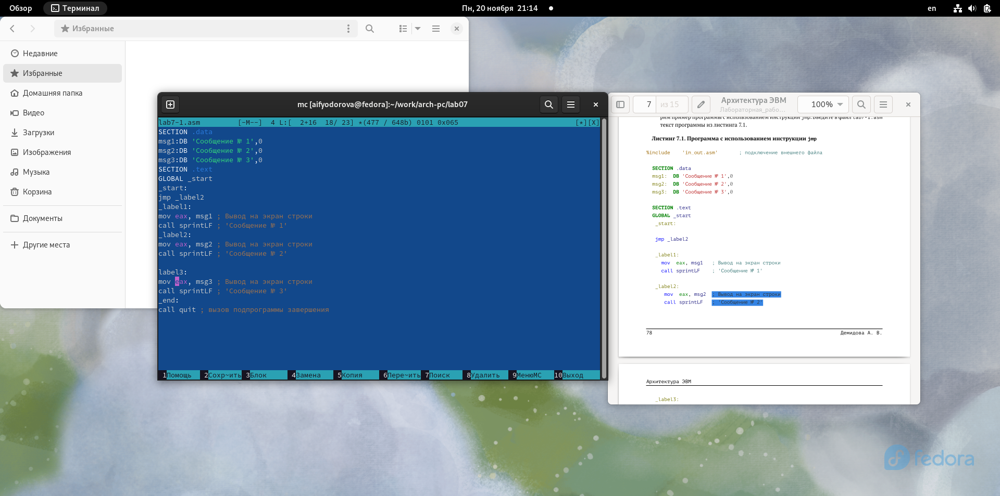 Обзор
Терминал
Пн, 20 ноября 21:14
en
Избранные
Недавние
Избранные
Домашняя папка
Видео
Загрузки
Изображения
Музыка
Корзина
Документы
Другие места
mc [aifyodorova@fedora]:~/work/arch-pc/lab07
lab7-1.asm [-M--] 4 L:[ 2+16 18/ 23] *(477 / 648b) 0101 0x065 [*][X]
SECTION .data
msg1:DB 'Сообщение № 1',0
msg2:DB 'Сообщение № 2',0
msg3:DB 'Сообщение № 3',0
SECTION .text
GLOBAL _start
_start:
jmp _label2
_label1:
mov eax, msg1 ; Вывод на экран строки
call sprintLF ; 'Сообщение № 1'
_label2:
mov eax, msg2 ; Вывод на экран строки
call sprintLF ; 'Сообщение № 2'
label3:
mov eax, msg3 ; Вывод на экран строки
call sprintLF ; 'Сообщение № 3'
_end:
call quit ; вызов подпрограммы завершения
1Помощь 2Сохр~ить 3Блок 4Замена 5Копия 6Пере~ить 7Поиск 8Удалить 9МенюМС 10Выход
7 из 15
Архитектура ЭВМ
Лабораторная_рабо…
100%
рим пример программы с использованием инструкции jmp. Введите в файл lab7-1.asm
текст программы из листинга 7.1.
Листинг 7.1. Программа с использованием инструкции jmp
%include 'in_out.asm' ; подключение внешнего файла
SECTION .data
msg1: DB 'Сообщение № 1',0
msg2: DB 'Сообщение № 2',0
msg3: DB 'Сообщение № 3',0
SECTION .text
GLOBAL _start
_start:
jmp _label2
_label1:
mov eax, msg1 ; Вывод на экран строки
call sprintLF ; 'Сообщение № 1'
_label2:
mov eax, msg2 ; Вывод на экран строки
call sprintLF ; 'Сообщение № 2'
78 Демидова А. В.
Архитектура ЭВМ
_label3:
fedora